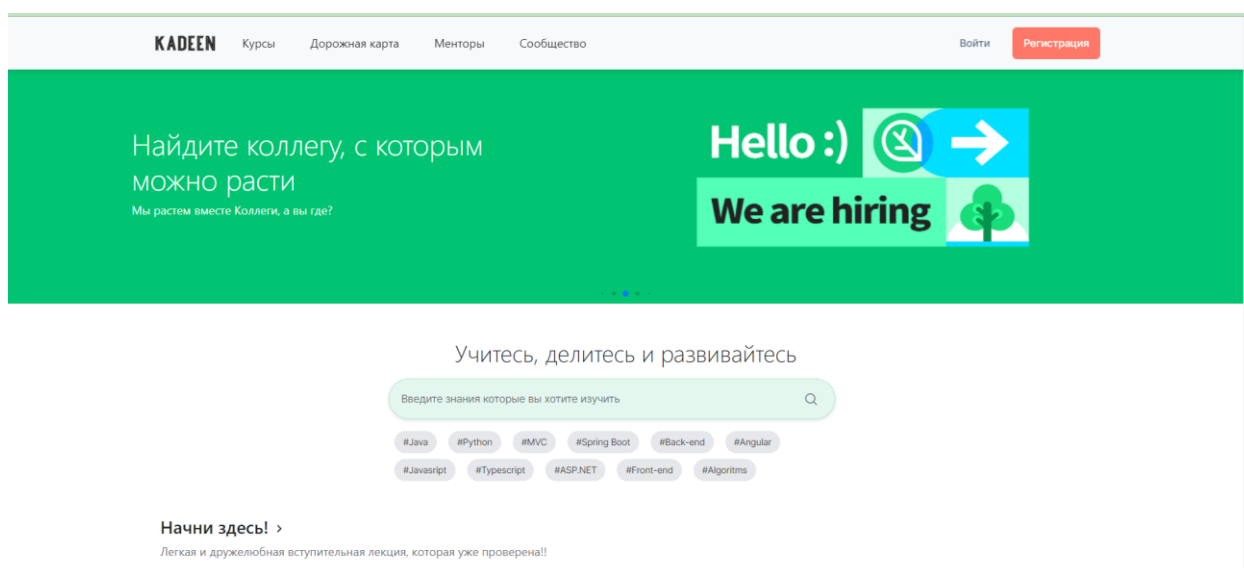 KADEEN Курсы Дорожная карта Менторы Сообщество Войти Регистрация
Найдите коллегу, с которым
можно расти
Мы растем вместе Коллеги, а вы где?
Hello :)
We are hiring
Учитесь, делитесь и развивайтесь
Введите знания которые вы хотите изучить
#Java #Python #MVC #Spring Boot #Back-end #Angular
#Javasript #Typescript #ASP.NET #Front-end #Algoritms
Начни здесь! >
Легкая и дружелюбная вступительная лекция, которая уже проверена!!